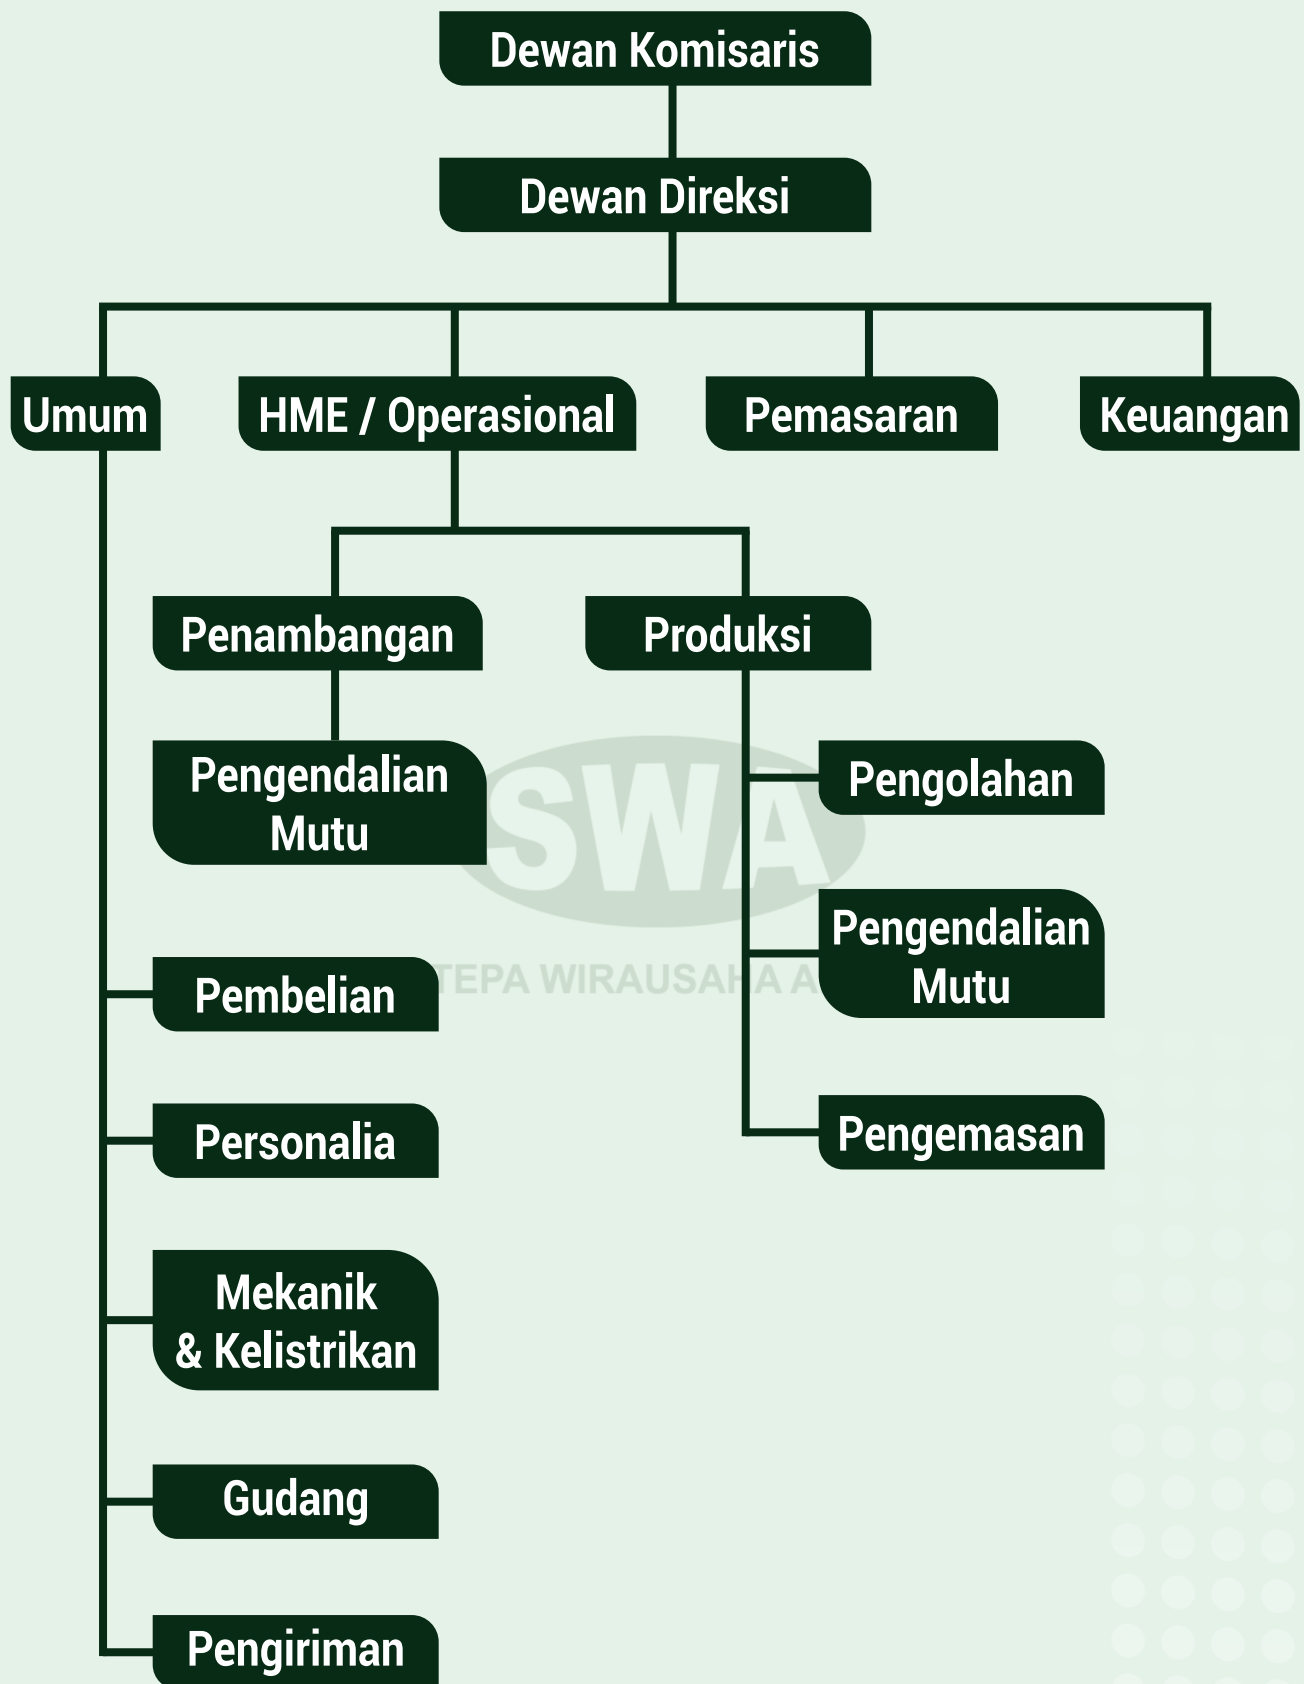 Dewan Komisaris
Dewan Direksi
Umum
HME / Operasional
Pemasaran
Keuangan
Penambangan
Produksi
Pengendalian
Mutu
Pengolahan
SWA
Pengendalian
Mutu
WIRAUSAHA
Pembelian
Personalia
Pengemasan
Mekanik
& Kelistrikan
Gudang
Pengiriman